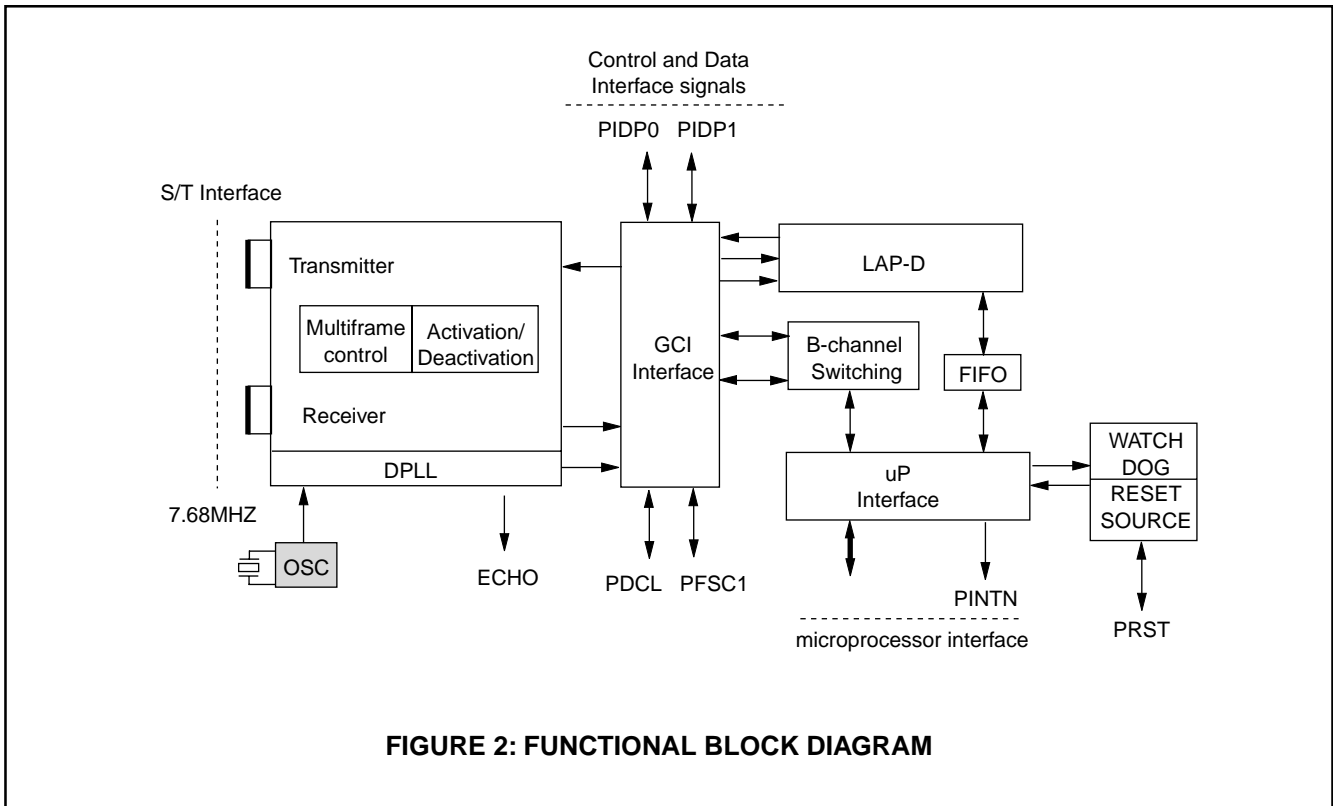 Control and Data
Interface signals
PIDP0 PIDP1
S/T Interface
Transmitter
LAP-D
Multiframe
control
Activation/
Deactivation
GCI
Interface
B-channel
Switching
FIFO
Receiver
WATCH
DOG
DPLL
uP
Interface
RESET
SOURCE
7.68MHZ
OSC
ECHO
PDCL PFSC1
PINTN
microprocessor interface
PRST
FIGURE 2: FUNCTIONAL BLOCK DIAGRAM